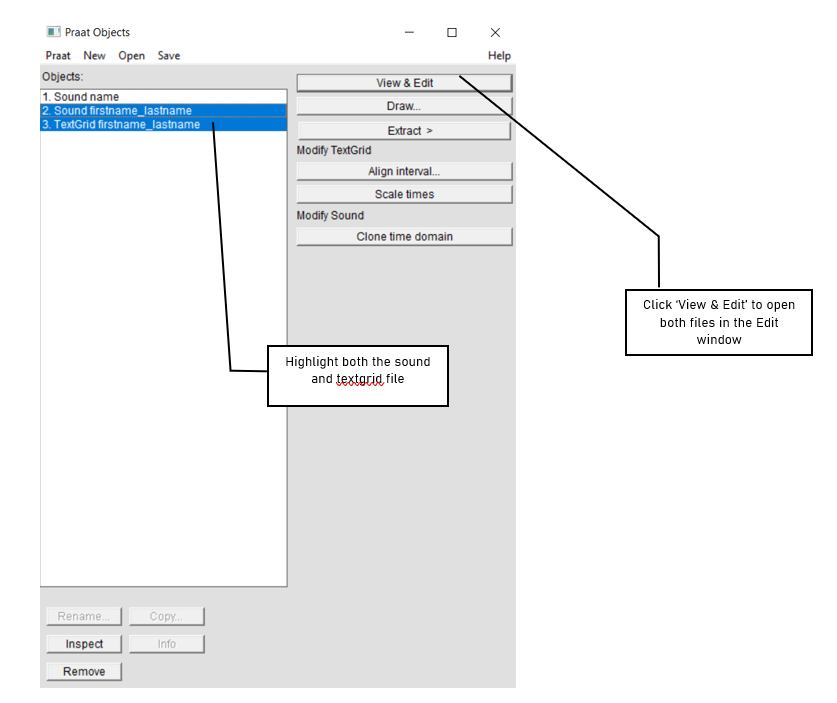 Praat Objects
Praat New Open Save Help
Objects:
1. Sound name
2. Sound firstname_lastname
3. TextGrid firstname_lastname
View & Edit
Draw...
Extract >
Modify TextGrid
Align interval...
Scale times
Modify Sound
Clone time domain
Click ‘View & Edit’ to open
both files in the Edit
window
Highlight both the sound
and textgrid file
Rename... Copy...
Inspect Info
Remove